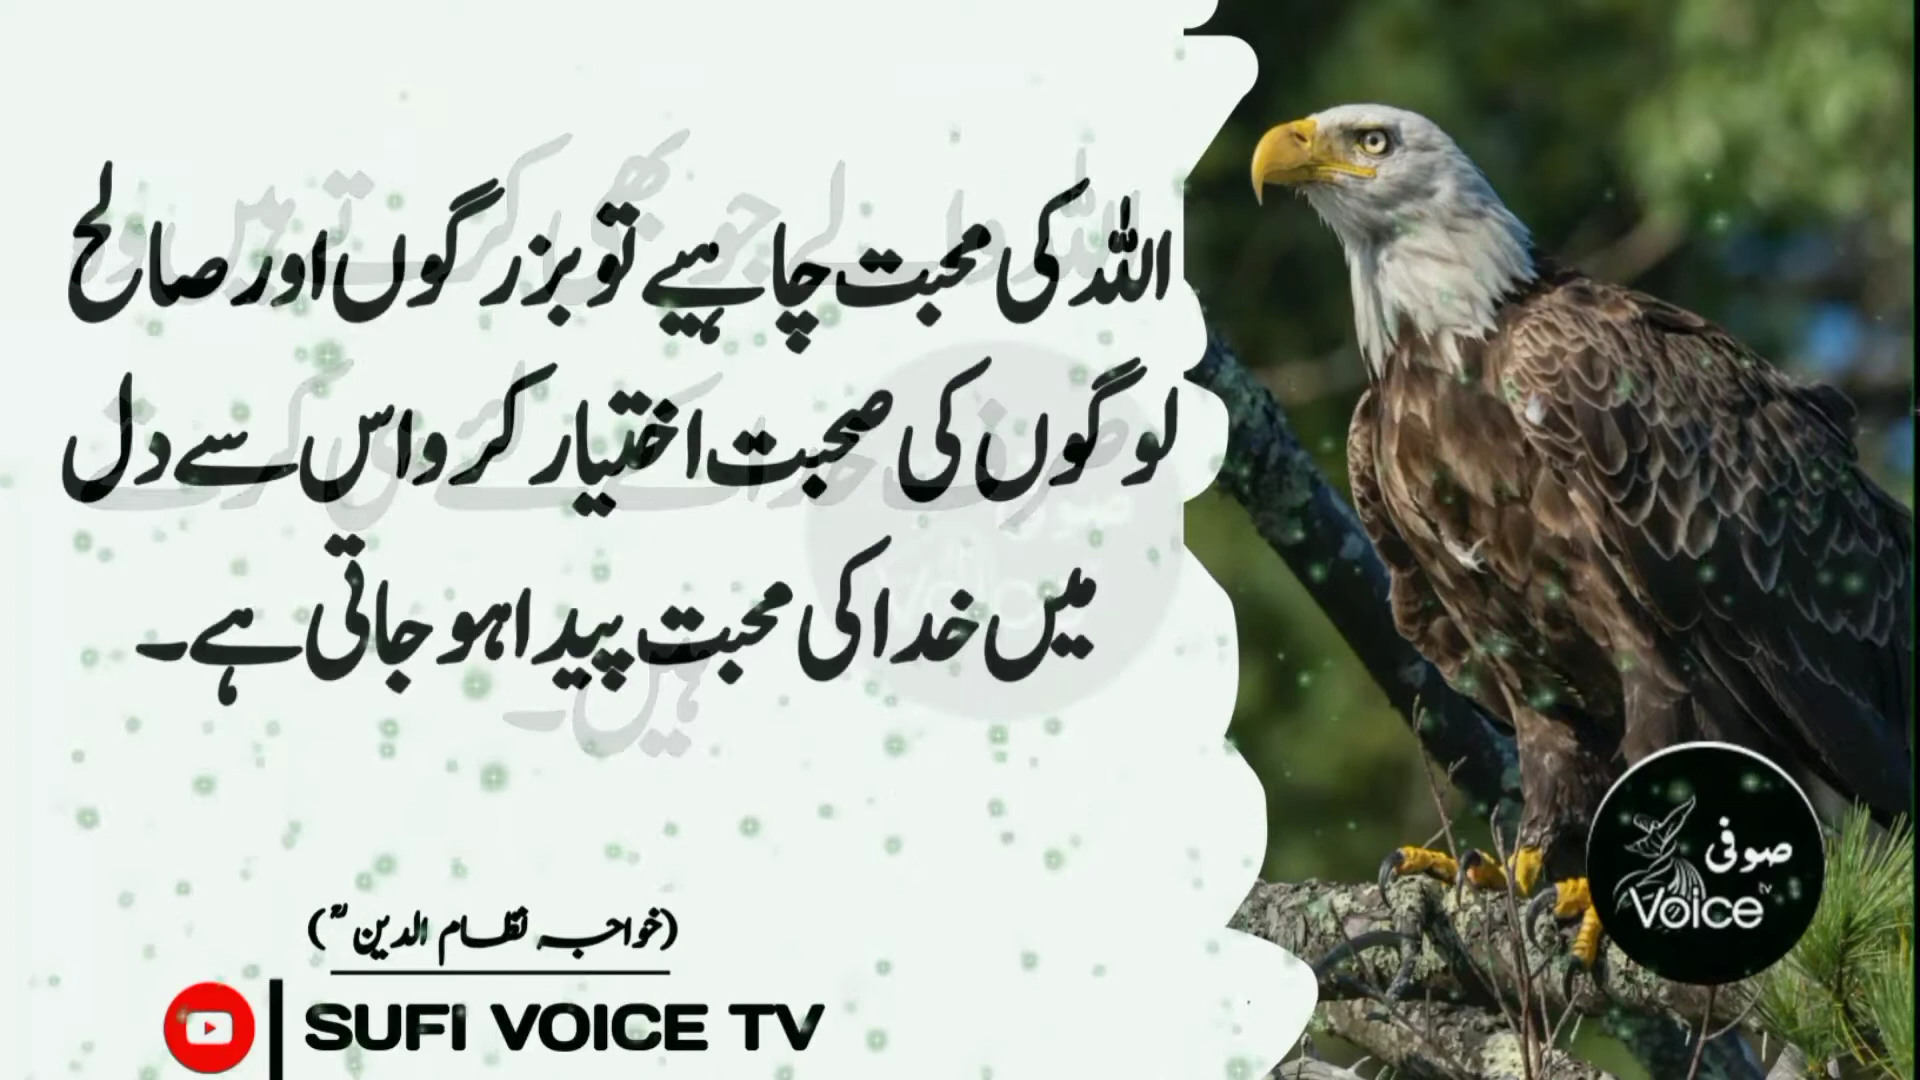 اللہ کی محبت چاہیے تو بزرگوں اور صالح
لوگوں کی صحبت اختیار کرو اس سے دل
میں خدا کی محبت پیدا ہو جاتی ہے۔
(خواجہ نظام الدینؒ)
SUFI VOICE TV
صوفی
Voice tv